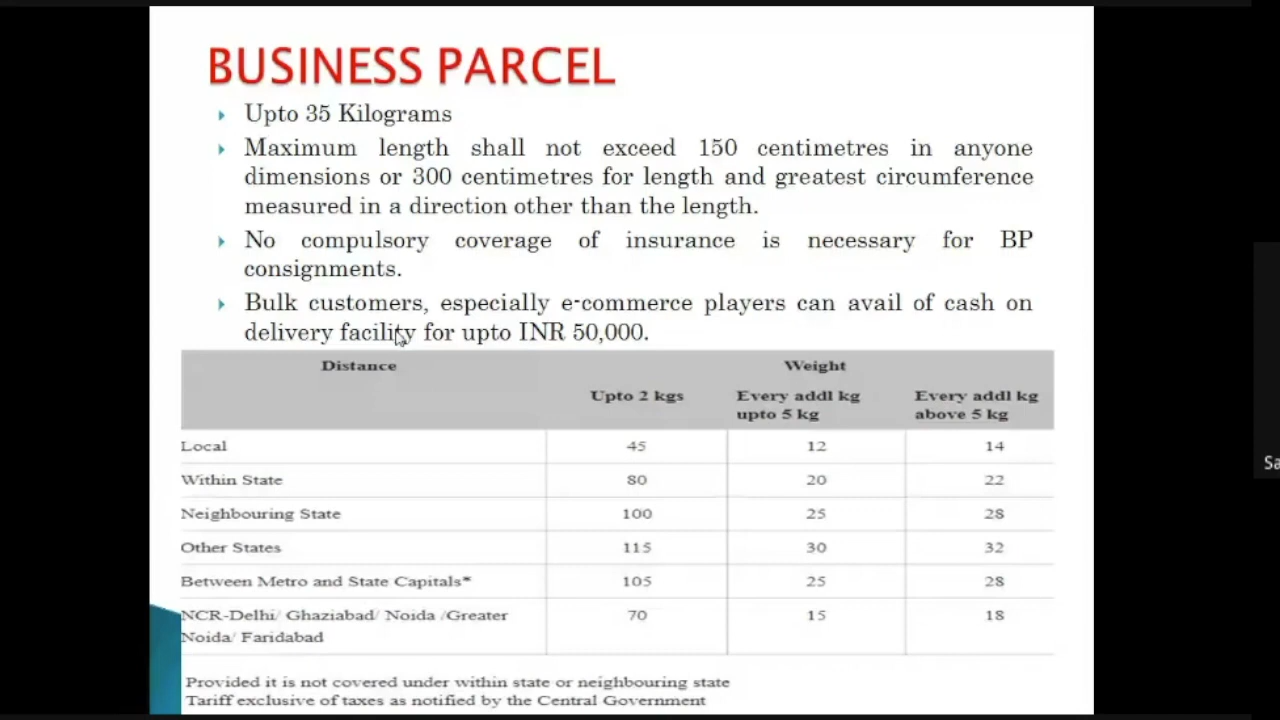 BUSINESS PARCEL
Upto 35 Kilograms
Maximum length shall not exceed 150 centimetres in anyone
dimensions or 300 centimetres for length and greatest circumference
measured in a direction other than the length.
No compulsory coverage of insurance is necessary for BP
consignments.
Bulk customers, especially e-commerce players can avail of cash on
delivery facility for upto INR 50,000.
Distance Weight
Upto 2 kgs Every addl kg Every addl kg
upto 5 kg above 5 kg
Local 45 12 14
Within State 80 20 22
Neighbouring State 100 25 28
Other States 115 30 32
Between Metro and State Capitals* 105 25 28
NCR-Delhi/ Ghaziabad/ Noida /Greater 70 15 18
Noida/ Faridabad
Provided it is not covered under within state or neighbouring state
Tariff exclusive of taxes as notified by the Central Government